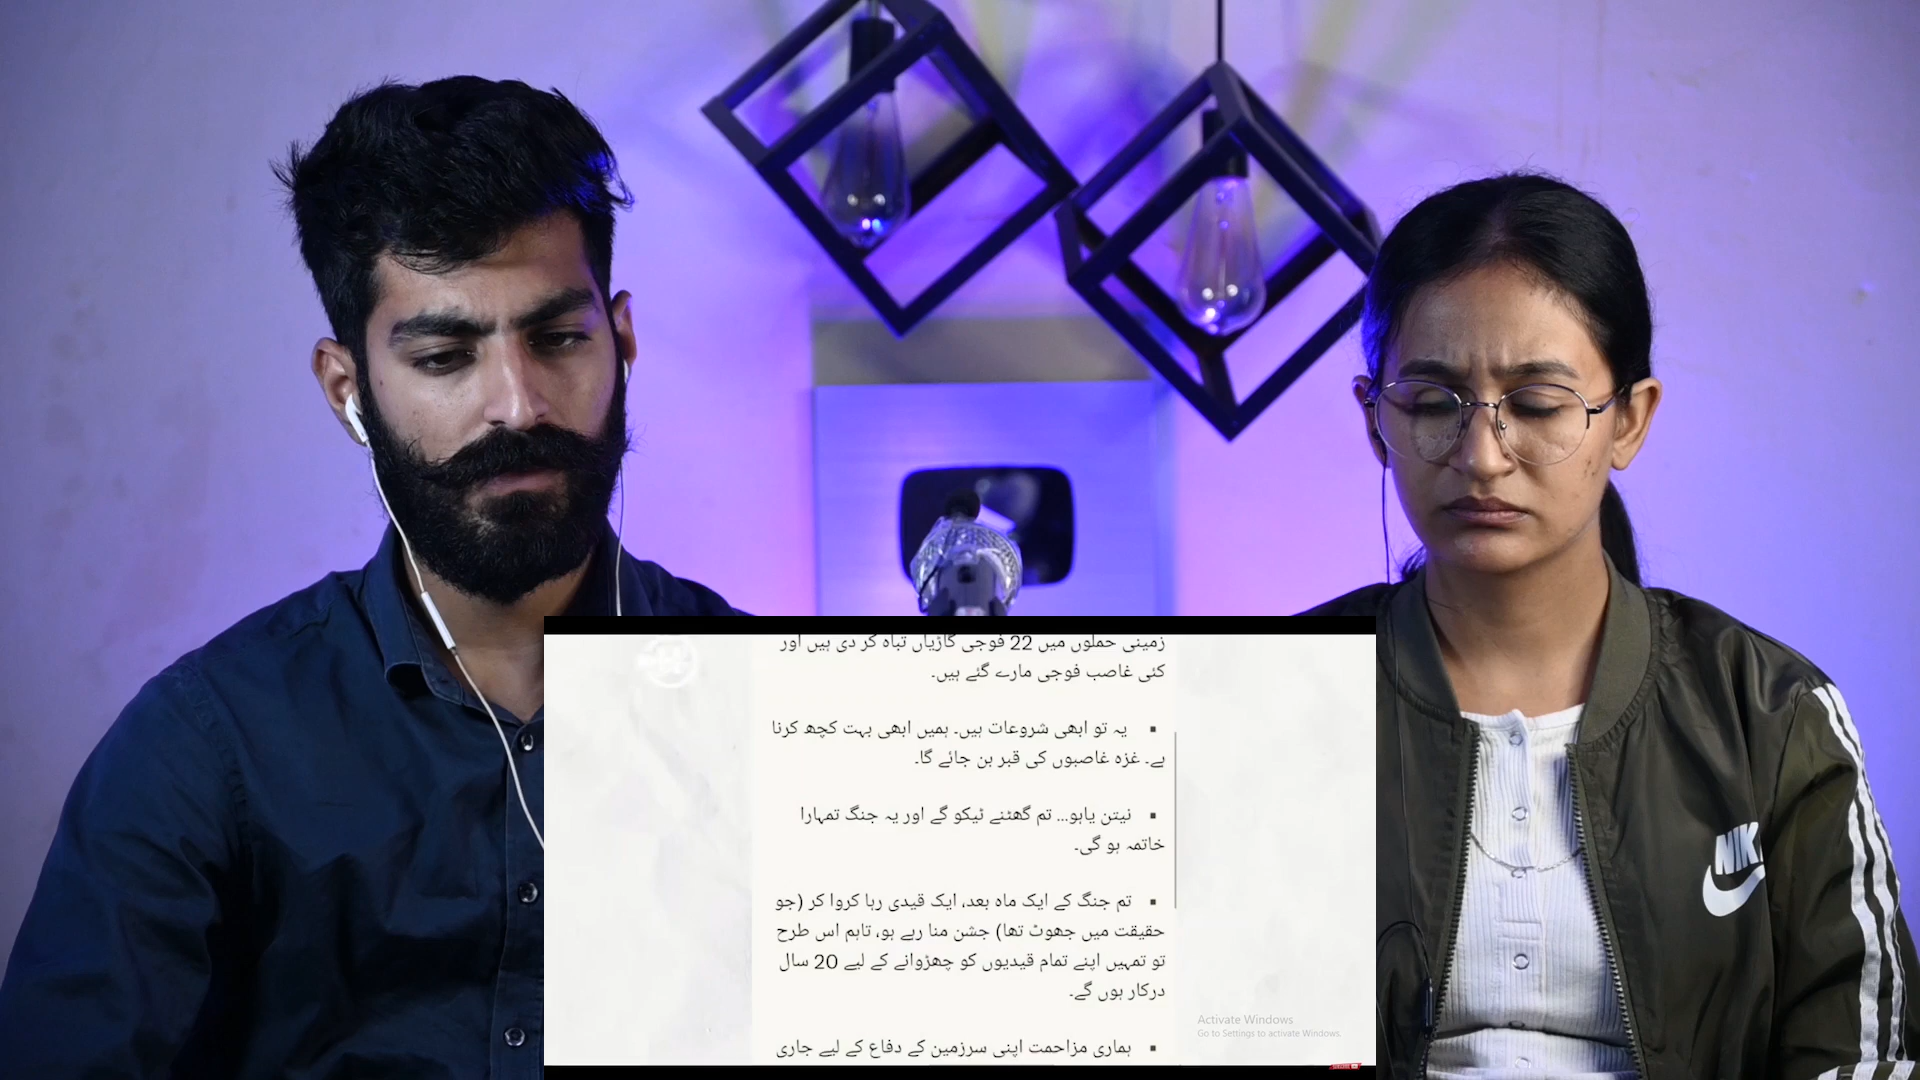 زمینی حملوں میں 22 فوجی گاڑیاں تباہ کر دی ہیں اور
کئی غاصب فوجی مارے گئے ہیں۔
▪ یہ تو ابھی شروعات ہیں۔ ہمیں ابھی بہت کچھ کرنا
ہے۔ غزہ غاصبوں کی قبر بن جائے گا۔
▪ نیتن یاہو... تم گھٹنے ٹیکو گے اور یہ جنگ تمہارا
خاتمہ ہو گی۔
▪ تم جنگ کے ایک ماہ بعد، ایک قیدی رہا کروا کر (جو
حقیقت میں جھوٹ تھا) جشن منا رہے ہو، تاہم اس طرح
تو تمہیں اپنے تمام قیدیوں کو چھڑوانے کے لیے 20 سال
درکار ہوں گے۔
▪ ہماری مزاحمت اپنی سرزمین کے دفاع کے لیے جاری
Activate Windows
Go to Settings to activate Windows.
NIK
SUBSCRIBE